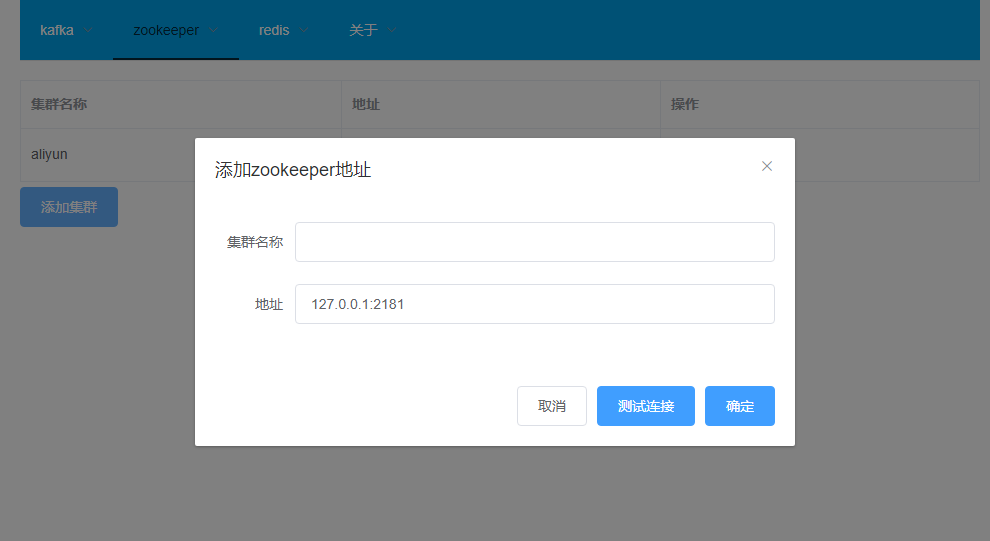 kafka zookeeper redis 关于
集群名称 地址 操作
aliyun
添加集群
添加zookeeper地址
集群名称
地址 127.0.0.1:2181
取消 测试连接 确定